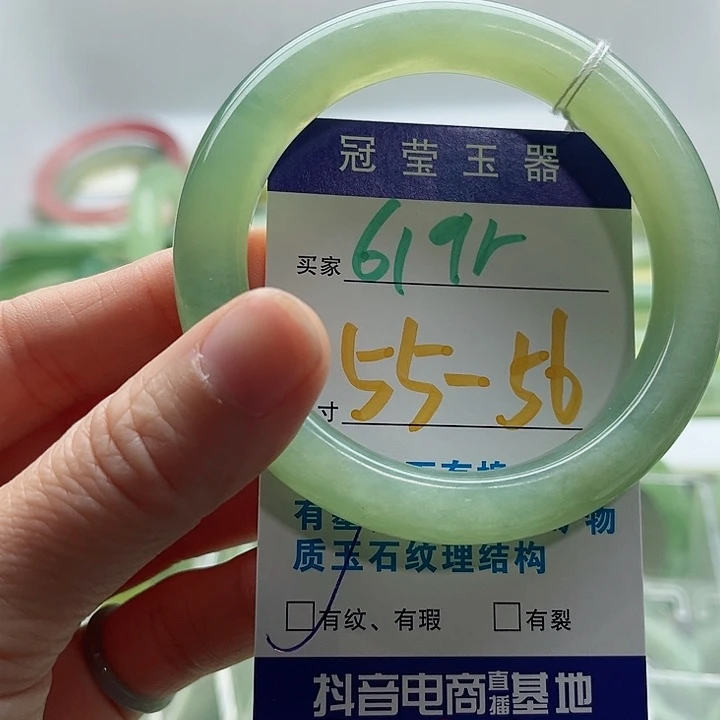 冠莹玉器
买家 619r
寸 55-56
有
物
质玉石纹理结构
有纹、有瑕 有裂
抖音电商直播基地